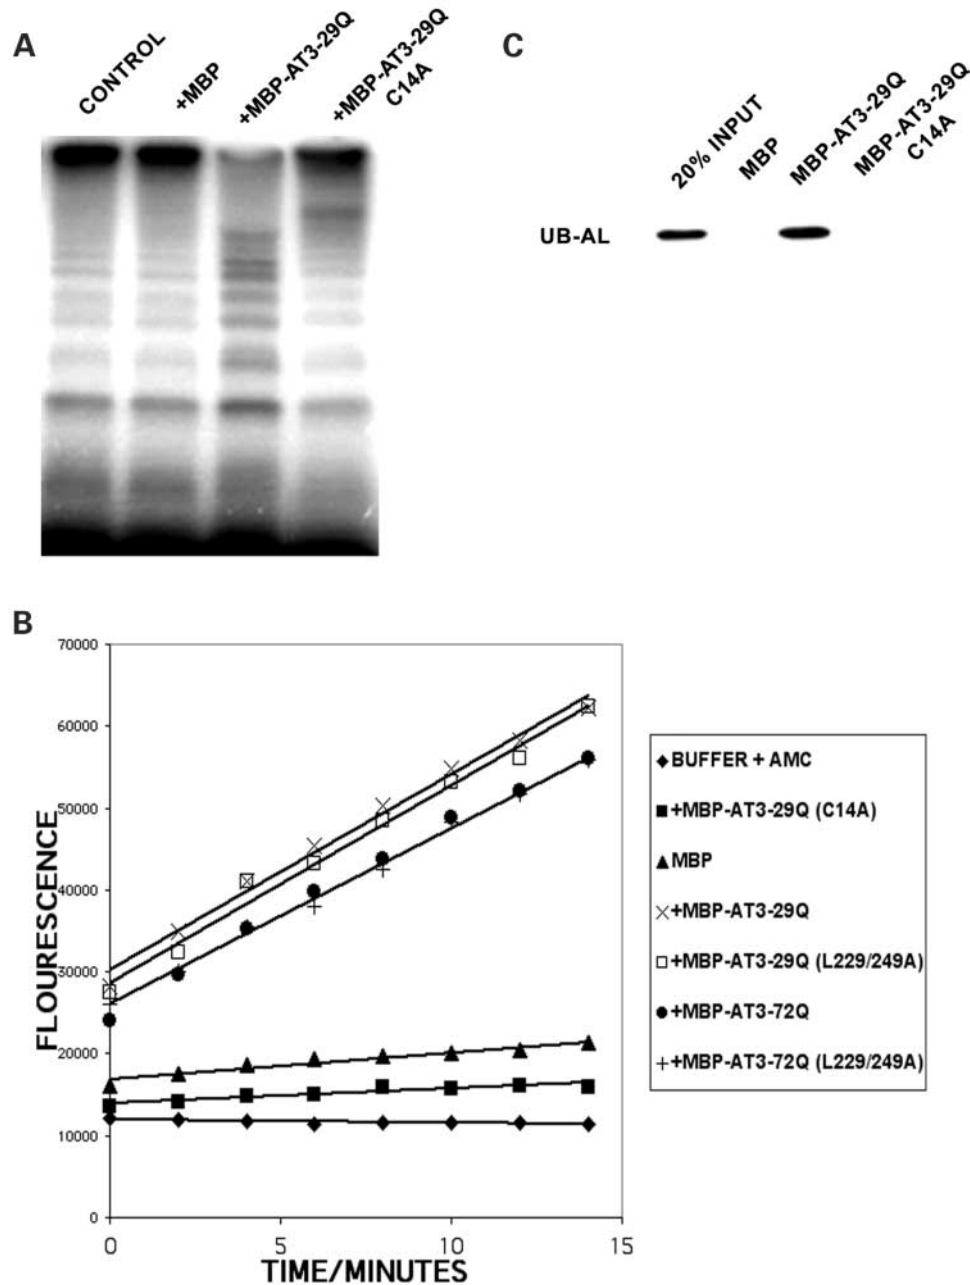 A
CONTROL
+MBP
+MBP-AT3-29Q
+MBP-AT3-29Q
C14A
C
20% INPUT
MBP
MBP-AT3-29Q
MBP-AT3-29Q
C14A
UB-AL
B
FLOURESCENCE
70000
60000
50000
40000
30000
20000
10000
0
0
5
10
15
TIME/MINUTES
BUFFER + AMC
+MBP-AT3-29Q (C14A)
MBP
+MBP-AT3-29Q
+MBP-AT3-29Q (L229/249A)
+MBP-AT3-72Q
+MBP-AT3-72Q (L229/249A)